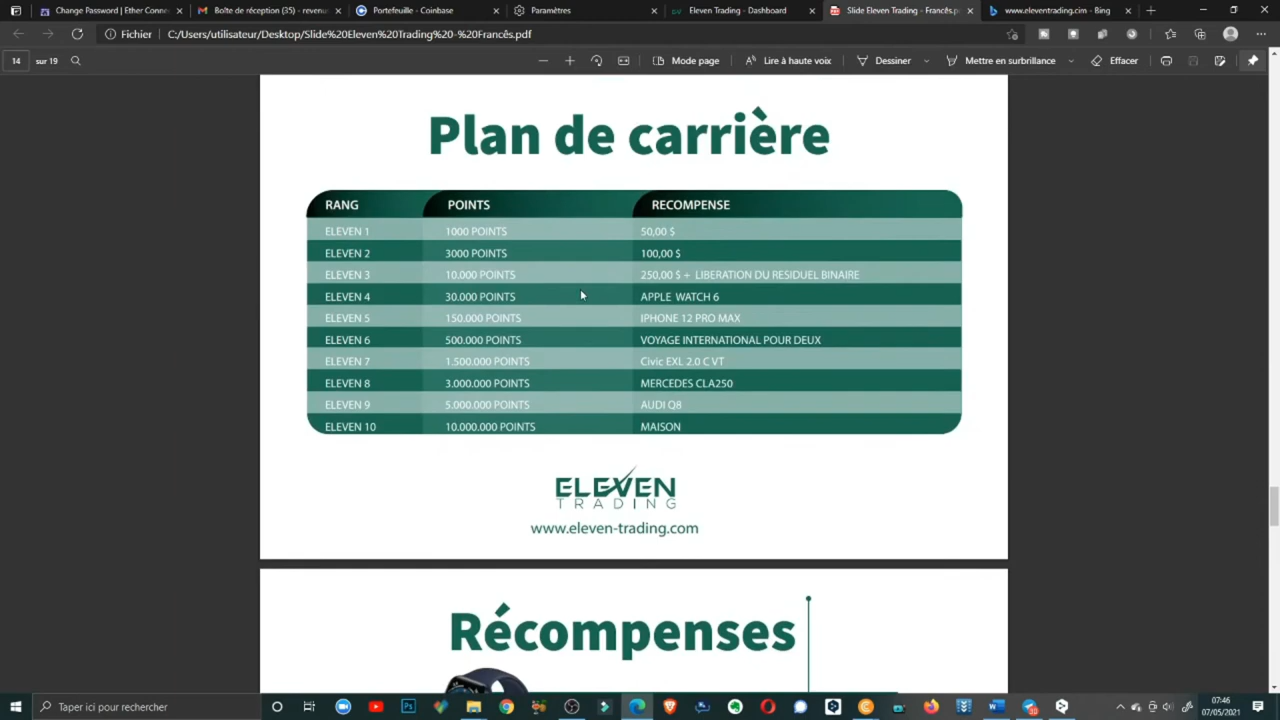 Change Password | Ether Conne
Boîte de réception (35) - revenu
Portefeuille - Coinbase
Paramètres
Eleven Trading - Dashboard
Slide Eleven Trading - Francês.p
www.eleventrading.cim - Bing
Fichier | C:/Users/utilisateur/Desktop/Slide%20Eleven%20Trading%20-%20Francês.pdf
14 sur 19
Mode page
Lire à haute voix
Dessiner
Mettre en surbrillance
Effacer
Plan de carrière
RANG POINTS RECOMPENSE
ELEVEN 1 1000 POINTS 50,00 $
ELEVEN 2 3000 POINTS 100,00 $
ELEVEN 3 10.000 POINTS 250,00 $ + LIBERATION DU RESIDUEL BINAIRE
ELEVEN 4 30.000 POINTS APPLE WATCH 6
ELEVEN 5 150.000 POINTS IPHONE 12 PRO MAX
ELEVEN 6 500.000 POINTS VOYAGE INTERNATIONAL POUR DEUX
ELEVEN 7 1.500.000 POINTS Civic EXL 2.0 C VT
ELEVEN 8 3.000.000 POINTS MERCEDES CLA250
ELEVEN 9 5.000.000 POINTS AUDI Q8
ELEVEN 10 10.000.000 POINTS MAISON
ELEVEN
TRADING
www.eleven-trading.com
Récompenses
Taper ici pour rechercher
07:46
07/05/2021